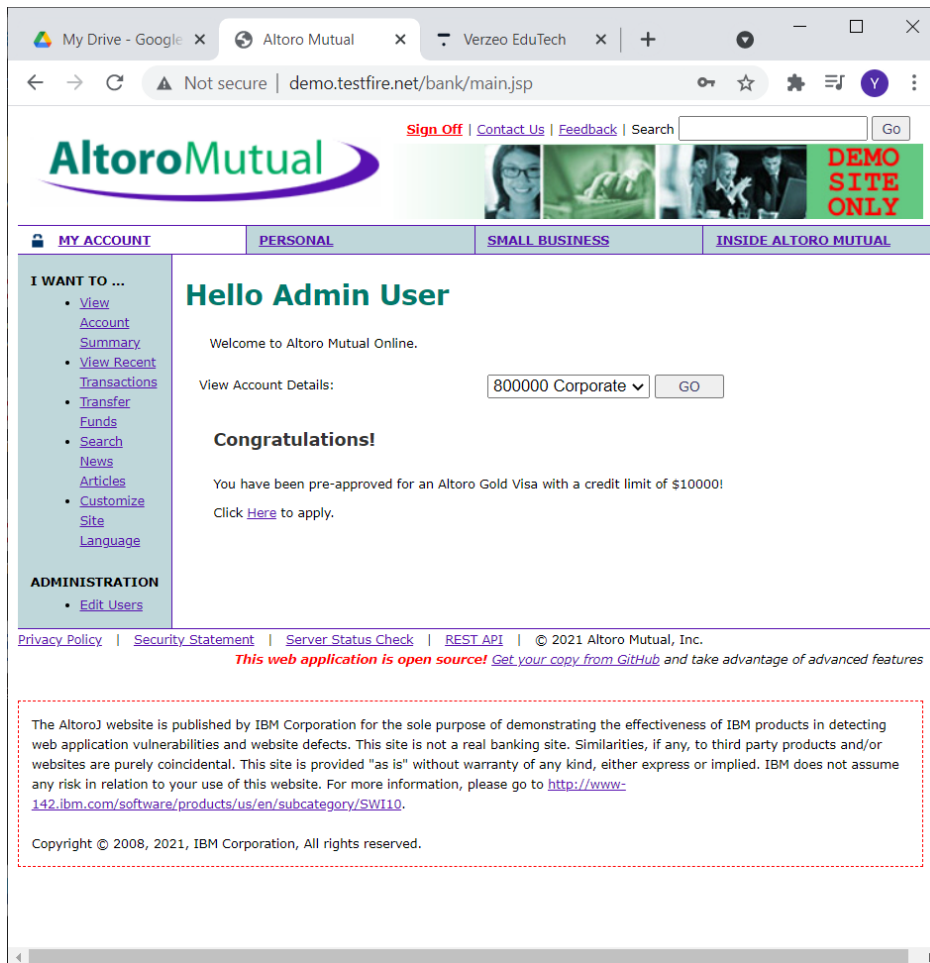 My Drive - Google
Altoro Mutual
Verzeo EduTech
Not secure | demo.testfire.net/bank/main.jsp
Y
Sign Off | Contact Us | Feedback | Search
Go
AltoroMutual
DEMO
SITE
ONLY
MY ACCOUNT
PERSONAL
SMALL BUSINESS
INSIDE ALTORO MUTUAL
I WANT TO ...
• View
Account
Summary
• View Recent
Transactions
• Transfer
Funds
• Search
News
Articles
• Customize
Site
Language
ADMINISTRATION
• Edit Users
Hello Admin User
Welcome to Altoro Mutual Online.
View Account Details:
800000 Corporate
GO
Congratulations!
You have been pre-approved for an Altoro Gold Visa with a credit limit of $10000!
Click Here to apply.
Privacy Policy | Security Statement | Server Status Check | REST API | © 2021 Altoro Mutual, Inc.
This web application is open source! Get your copy from GitHub and take advantage of advanced features
The AltoroJ website is published by IBM Corporation for the sole purpose of demonstrating the effectiveness of IBM products in detecting
web application vulnerabilities and website defects. This site is not a real banking site. Similarities, if any, to third party products and/or
websites are purely coincidental. This site is provided "as is" without warranty of any kind, either express or implied. IBM does not assume
any risk in relation to your use of this website. For more information, please go to http://www-
142.ibm.com/software/products/us/en/subcategory/SWI10.
Copyright © 2008, 2021, IBM Corporation, All rights reserved.